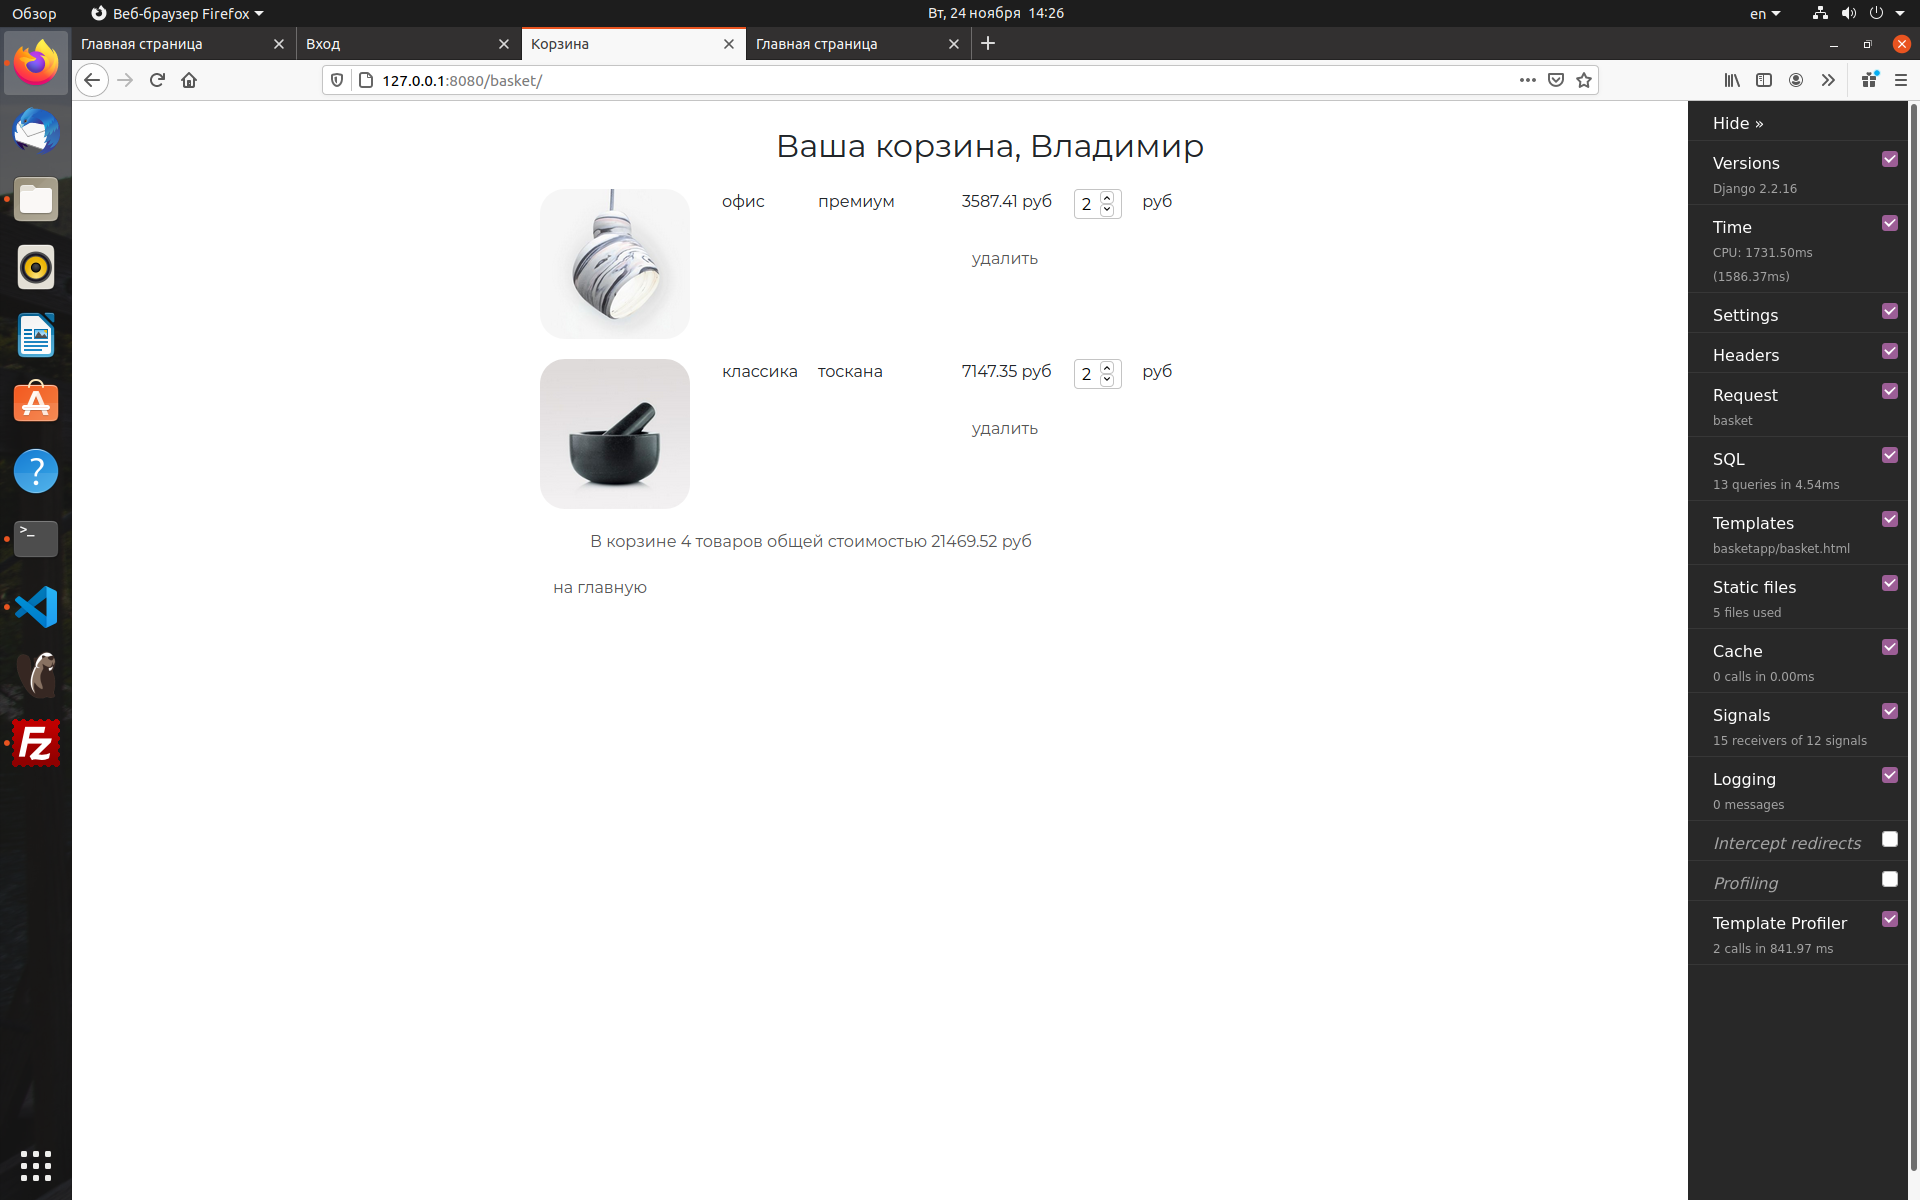 Обзор
Веб-браузер Firefox
Вт, 24 ноября 14:26
en
Главная страница
Вход
Корзина
Главная страница
127.0.0.1:8080/basket/
Ваша корзина, Владимир
офис премиум 3587.41 руб 2 руб
удалить
классика тоскана 7147.35 руб 2 руб
удалить
В корзине 4 товаров общей стоимостью 21469.52 руб
на главную
Hide »
Versions
Django 2.2.16
Time
CPU: 1731.50ms
(1586.37ms)
Settings
Headers
Request
basket
SQL
13 queries in 4.54ms
Templates
basketapp/basket.html
Static files
5 files used
Cache
0 calls in 0.00ms
Signals
15 receivers of 12 signals
Logging
0 messages
Intercept redirects
Profiling
Template Profiler
2 calls in 841.97 ms
>_
?
Fz